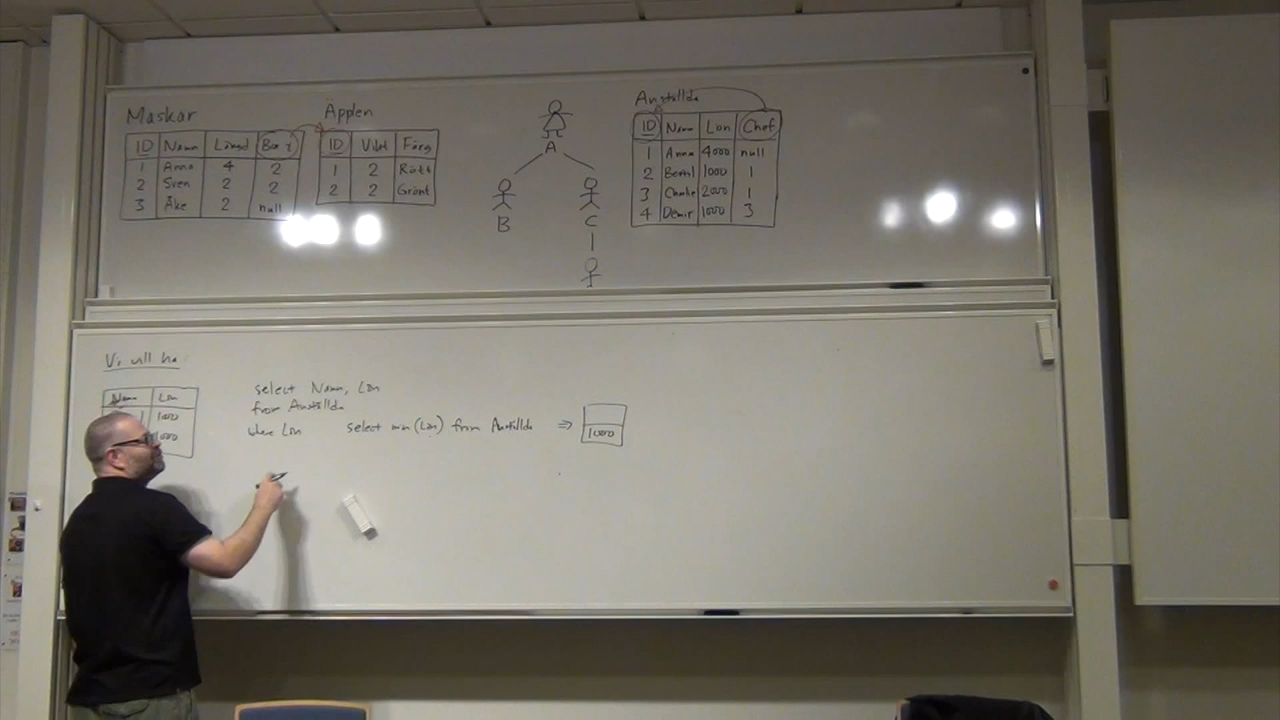 Maskar
ID Namn Längd Bor i
1 Anna 4 2
2 Sven 2 2
3 Åke 2 null
Äpplen
ID Vikt Färg
1 2 Rött
2 2 Grönt
A
B
C
Anställda
ID Namn Lön Chef
1 Anna 4000 null
2 Bertil 1000 1
3 2000 1
4 Demir 1000 3
Vi vill ha
Namn Lön
1000
1000
select Namn, Lön
from Anställda
where Lön
select min(Lön) from Anställda ⇒
1000